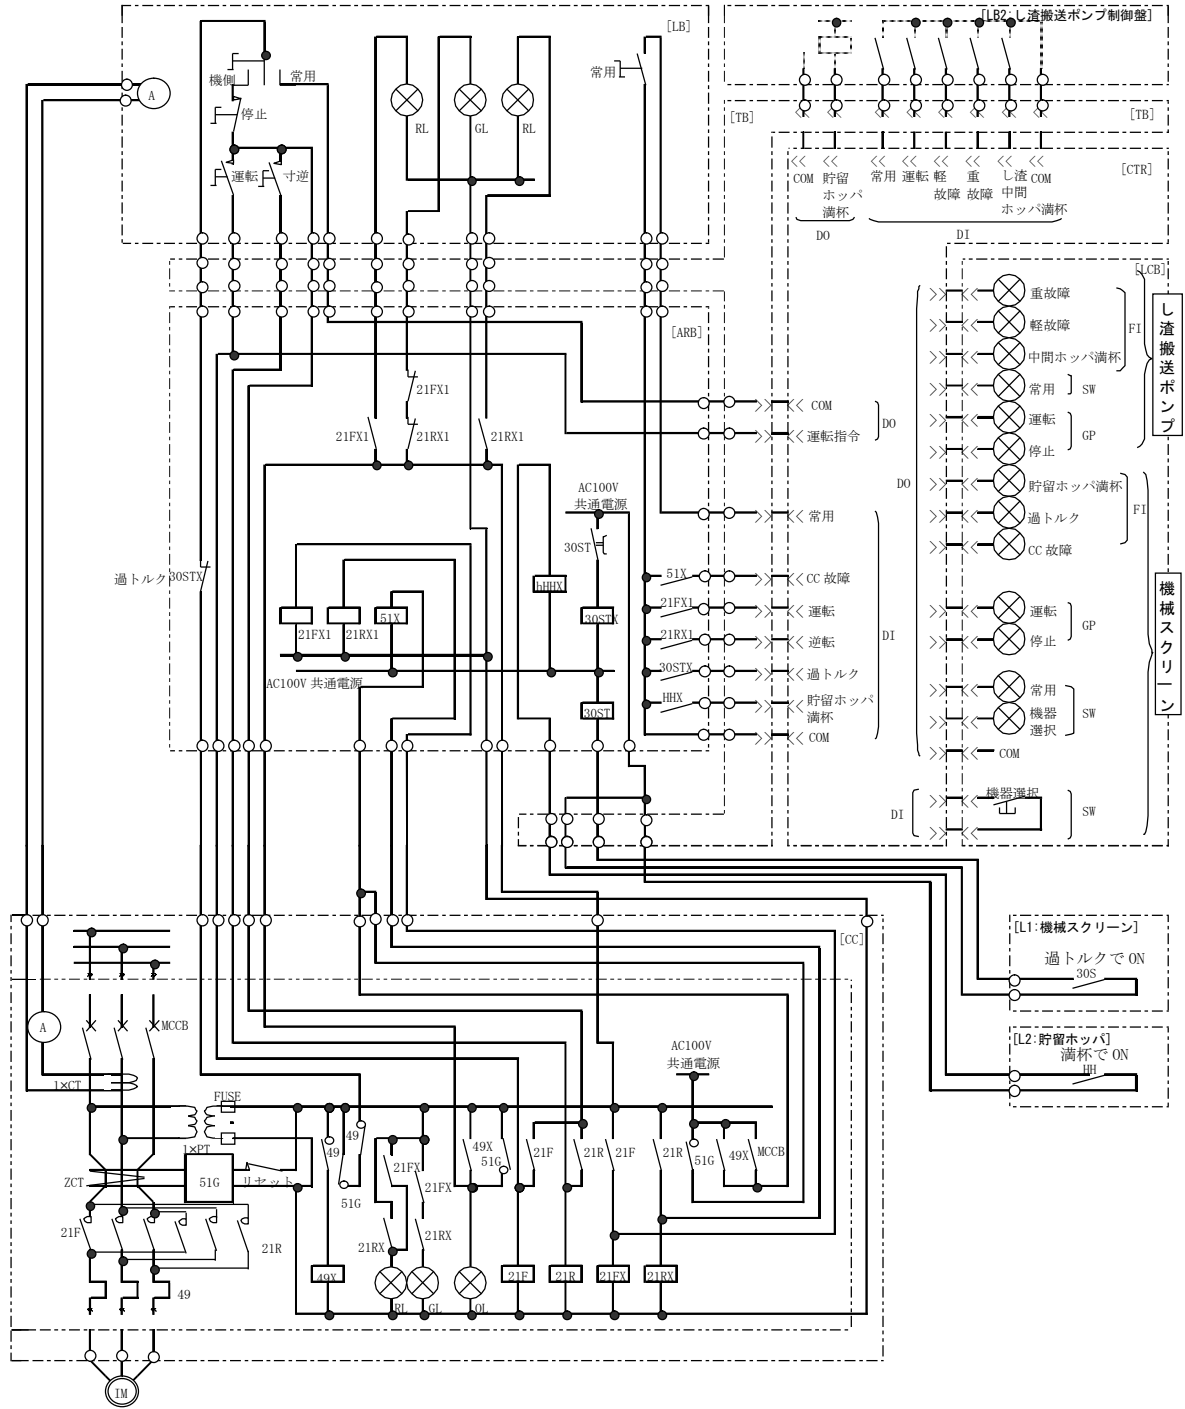 [LB]
[LB2: し渣搬送ポンプ制御盤]
機側
常用
常用
停止
A
RL
GL
RL
[TB]
[TB]
運転
寸逆
[CTR]
COM
貯留
ホッパ
満杯
常用
運転
軽
故障
重
故障
し渣
中間
ホッパ満杯
COM
DO
DI
[LCB]
重故障
軽故障
中間ホッパ満杯
FI
常用
SW
運転
GP
停止
し渣搬送ポンプ
貯留ホッパ満杯
過トルク
FI
CC 故障
運転
GP
停止
常用
機器
選択
SW
COM
機器選択
DI
SW
機械スクリーン
[ARB]
21FX1
21FX1
21RX1
21RX1
COM
DO
運転指令
DO
AC100V
共通電源
常用
30ST
過トルク
30STX
hHHX
51X
CC 故障
51X
30STX
21FX1
運転
21FX1
21RX1
21RX1
逆転
DI
30STX
過トルク
AC100V 共通電源
30ST
HHX
貯留ホッパ
満杯
COM
[CC]
[L1:機械スクリーン]
過トルクで ON
30S
A
MCCB
AC100V
共通電源
[L2:貯留ホッパ]
満杯で ON
HH
1×CT
FUSE
1×PT
49
49
49X
51G
21F
21R
21F
21R
51G
49X
MCCB
ZCT
51G
リセット
51G
21FX
21FX
21F
21R
21RX
21RX
49X
21F
21R
21FX
21RX
49
RL
GL
OL
IM